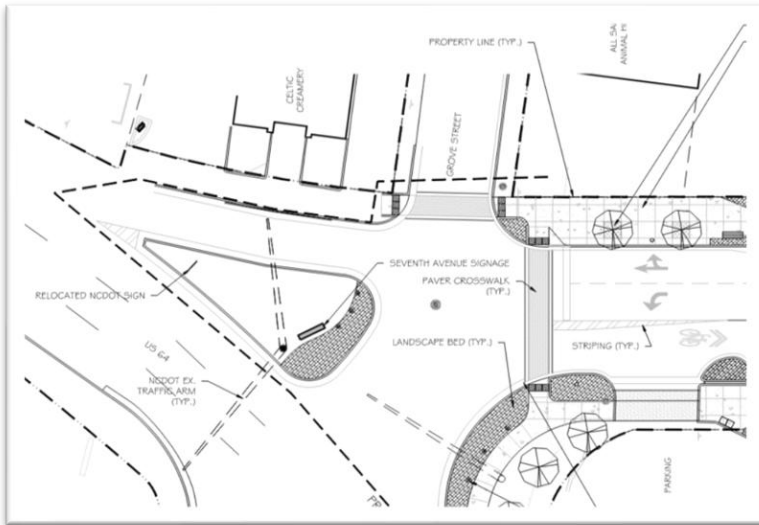 ALL SA
ANIMAL H
PROPERTY LINE (TYP.)
CELTIC
CREAMERY
GROVE STREET
SEVENTH AVENUE SIGNAGE
PAVER CROSSWALK
(TYP.)
RELOCATED NCDOT SIGN
US 64
LANDSCAPE BED (TYP.)
STRIPING (TYP.)
NCDOT EX.
TRAFFIC ARM
(TYP.)
PARKING